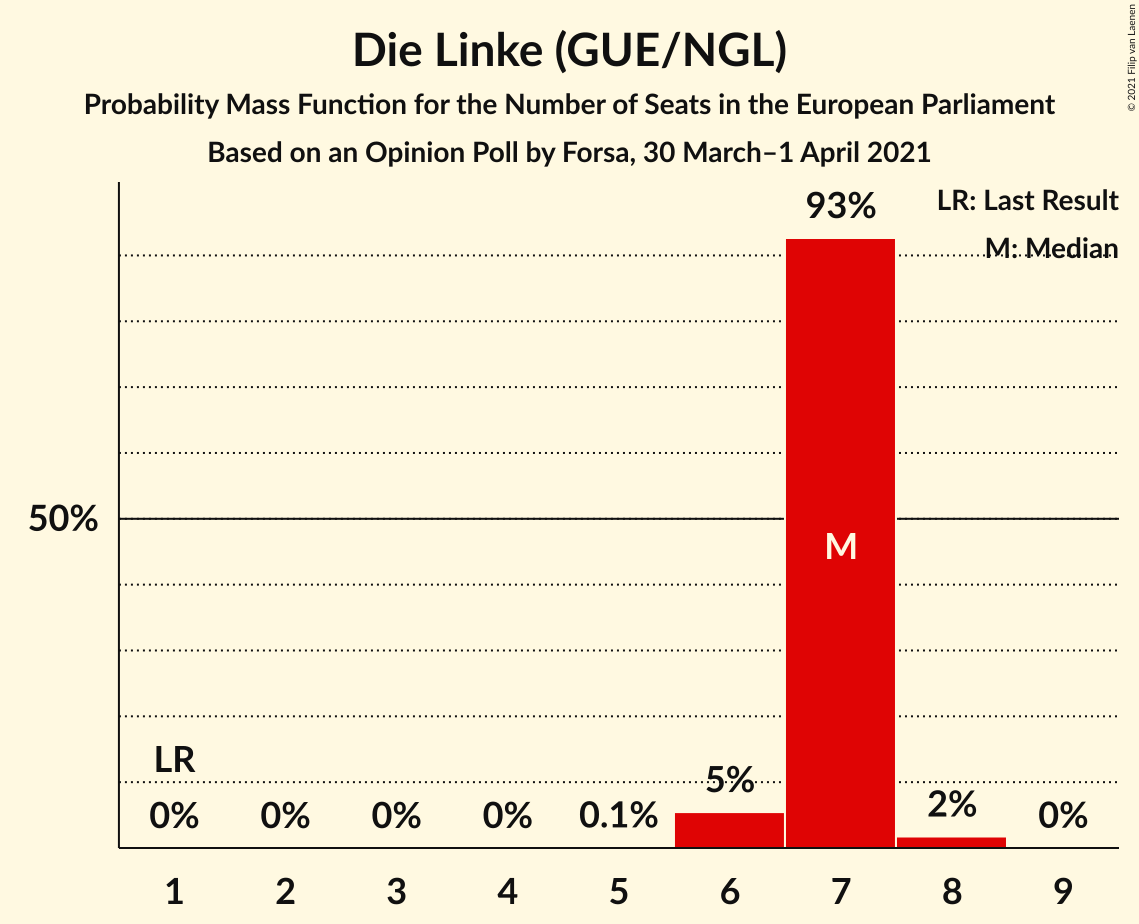 Die Linke (GUE/NGL)
Probability Mass Function for the Number of Seats in the European Parliament
Based on an Opinion Poll by Forsa, 30 March–1 April 2021
© 2021 Filip van Laenen
LR: Last Result
M: Median
93%
50%
M
LR
0%
0%
0%
0%
0.1%
5%
2%
0%
1 2 3 4 5 6 7 8 9